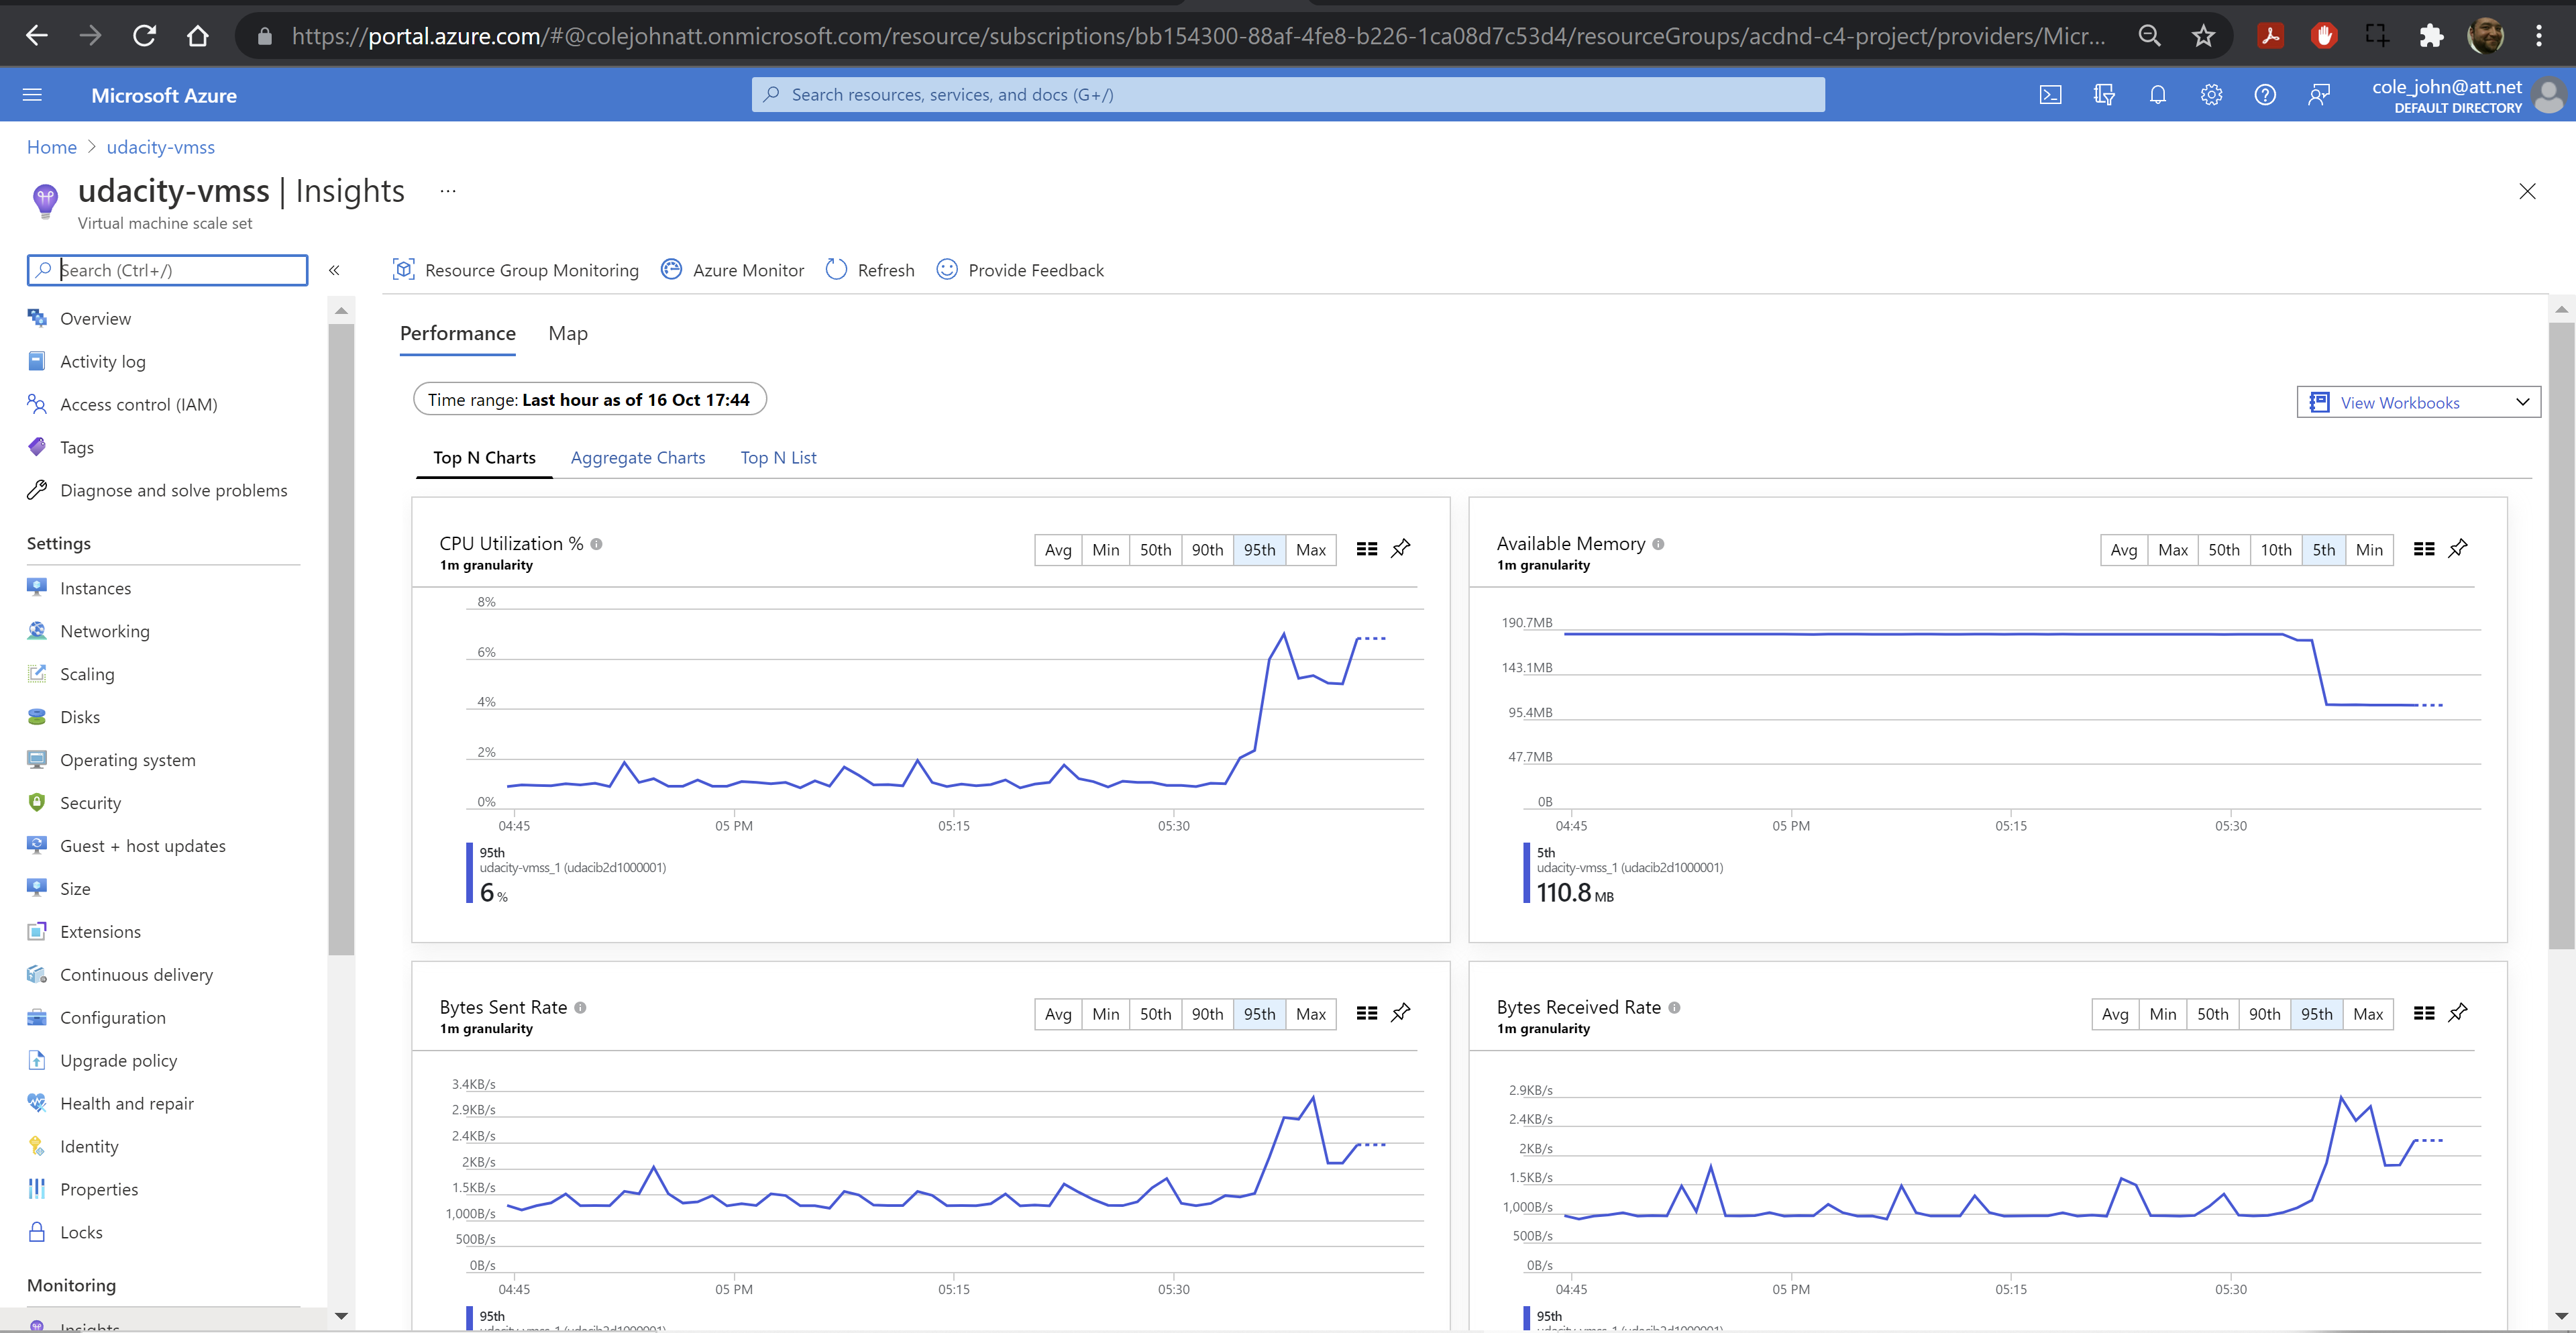 https://portal.azure.com/#@colejohnatt.onmicrosoft.com/resource/subscriptions/bb154300-88af-4fe8-b226-1ca08d7c53d4/resourceGroups/acdnd-c4-project/providers/Micr...
Microsoft Azure
Search resources, services, and docs (G+/)
cole_john@att.net
DEFAULT DIRECTORY
Home > udacity-vmss
udacity-vmss | Insights ...
Virtual machine scale set
Search (Ctrl+/) «
Resource Group Monitoring Azure Monitor Refresh Provide Feedback
Overview
Activity log
Access control (IAM)
Tags
Diagnose and solve problems
Settings
Instances
Networking
Scaling
Disks
Operating system
Security
Guest + host updates
Size
Extensions
Continuous delivery
Configuration
Upgrade policy
Health and repair
Identity
Properties
Locks
Monitoring
Insights
Performance Map
Time range: Last hour as of 16 Oct 17:44
View Workbooks
Top N Charts Aggregate Charts Top N List
CPU Utilization %
1m granularity
Avg Min 50th 90th 95th Max
8%
6%
4%
2%
0%
04:45 05 PM 05:15 05:30
95th
udacity-vmss_1 (udacib2d1000001)
6 %
Available Memory
1m granularity
Avg Max 50th 10th 5th Min
190.7MB
143.1MB
95.4MB
47.7MB
0B
04:45 05 PM 05:15 05:30
5th
udacity-vmss_1 (udacib2d1000001)
110.8 MB
Bytes Sent Rate
1m granularity
Avg Min 50th 90th 95th Max
3.4KB/s
2.9KB/s
2.4KB/s
2KB/s
1.5KB/s
1,000B/s
500B/s
0B/s
04:45 05 PM 05:15 05:30
95th
udacity-vmss_1 (udacib2d1000001)
Bytes Received Rate
1m granularity
Avg Min 50th 90th 95th Max
2.9KB/s
2.4KB/s
2KB/s
1.5KB/s
1,000B/s
500B/s
0B/s
04:45 05 PM 05:15 05:30
95th
udacity-vmss_1 (udacib2d1000001)